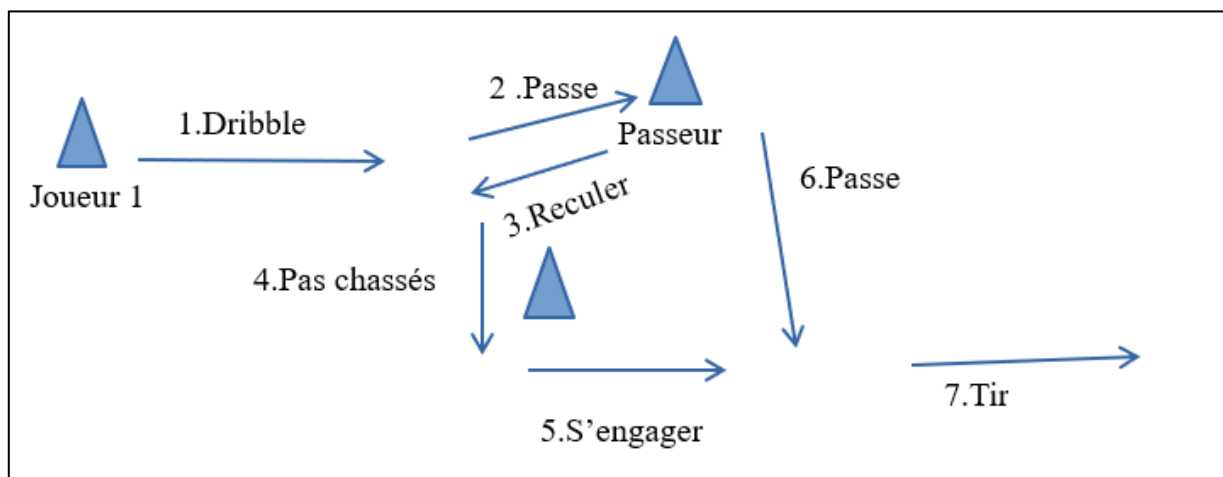 Joueur 1
1.Dribble
2 .Passe
Passeur
3.Reculer
4.Pas chassés
5.S’engager
6.Passe
7.Tir